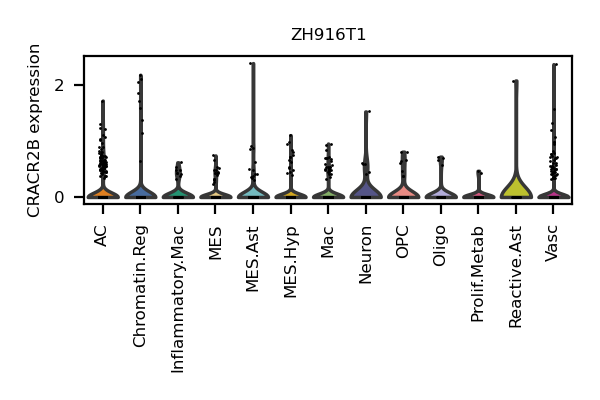 ZH916T1
CRACR2B expression
2
0
AC
Chromatin.Reg
Inflammatory.Mac
MES
MES.Ast
MES.Hyp
Mac
Neuron
OPC
Oligo
Prolif.Metab
Reactive.Ast
Vasc